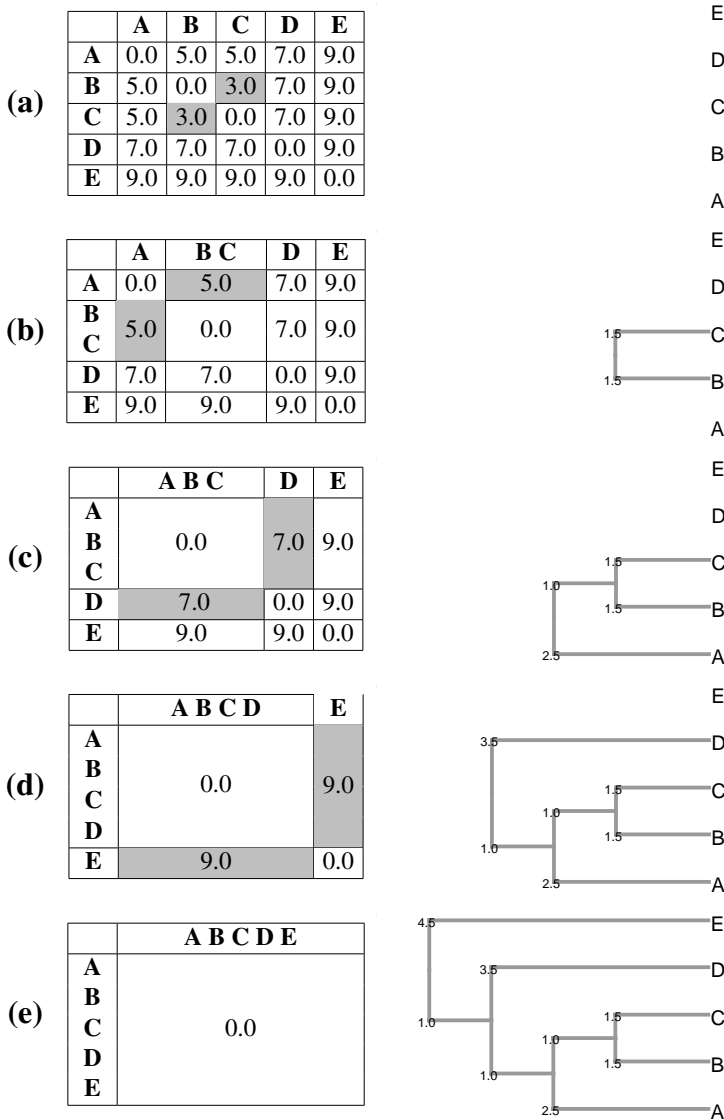 A B C D E
A 0.0 5.0 5.0 7.0 9.0
B 5.0 0.0 3.0 7.0 9.0
(a)
C 5.0 3.0 0.0 7.0 9.0
D 7.0 7.0 7.0 0.0 9.0
E 9.0 9.0 9.0 9.0 0.0
E
D
C
B
A
A B C D E
A 0.0 5.0 7.0 9.0
(b)
B
C
5.0 0.0 7.0 9.0
D 7.0 7.0 0.0 9.0
E 9.0 9.0 9.0 0.0
E
D
1.5 C
1.5 B
A
A B C D E
A
B
C
(c)
0.0 7.0 9.0
D 7.0 0.0 9.0
E 9.0 9.0 0.0
E
D
1.5 C
1.0
1.5 B
2.5 A
A B C D E
A
B
C
D
(d)
0.0 9.0
E 9.0 0.0
E
3.5 D
1.5 C
1.0
1.5 B
1.0
2.5 A
A B C D E
A
B
C
D
E
(e)
0.0
4.5 E
3.5 D
1.5 C
1.0
1.0
1.5 B
1.0
2.5 A